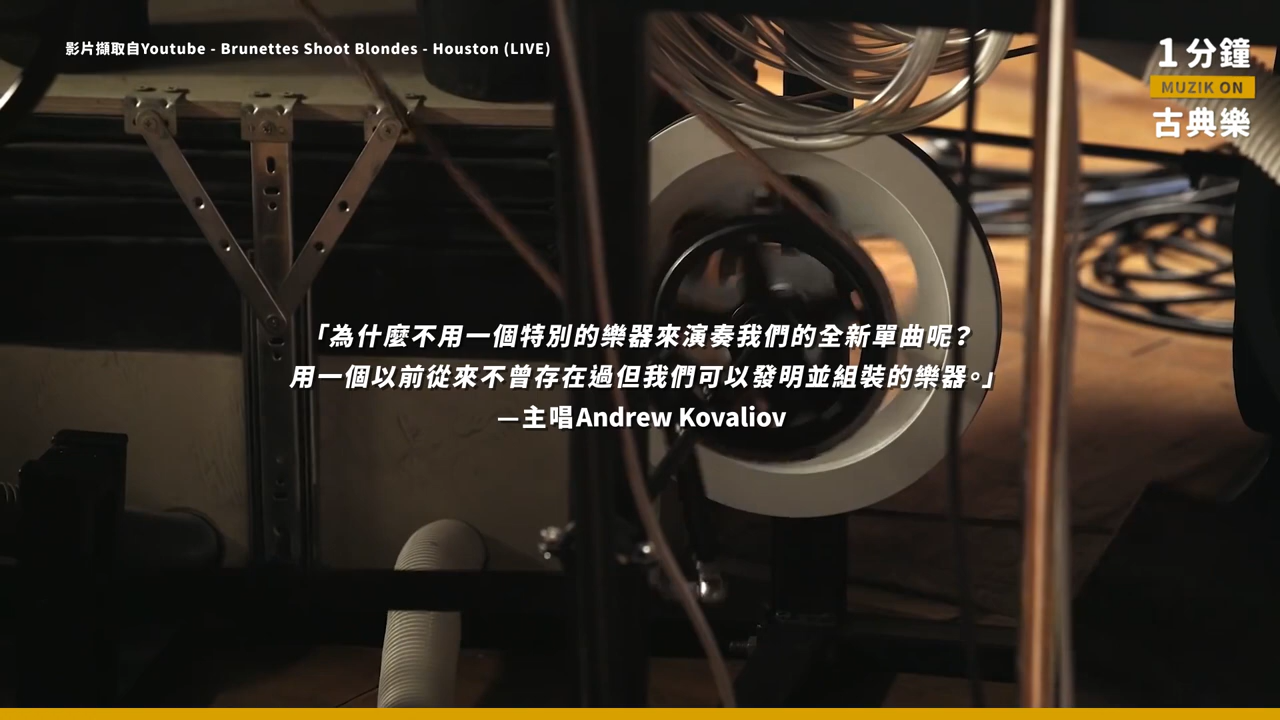 影片擷取自Youtube - Brunettes Shoot Blondes - Houston (LIVE)
1分鐘
MUZIK ON
古典樂
「為什麼不用一個特別的樂器來演奏我們的全新單曲呢？
用一個以前從來不曾存在過但我們可以發明並組裝的樂器。」
—主唱Andrew Kovaliov